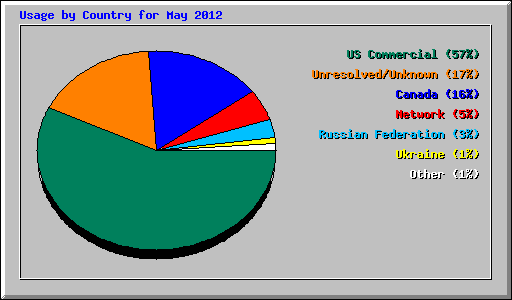 Usage by Country for May 2012
US Commercial (57%)
Unresolved/Unknown (17%)
Canada (16%)
Network (5%)
Russian Federation (3%)
Ukraine (1%)
Other (1%)